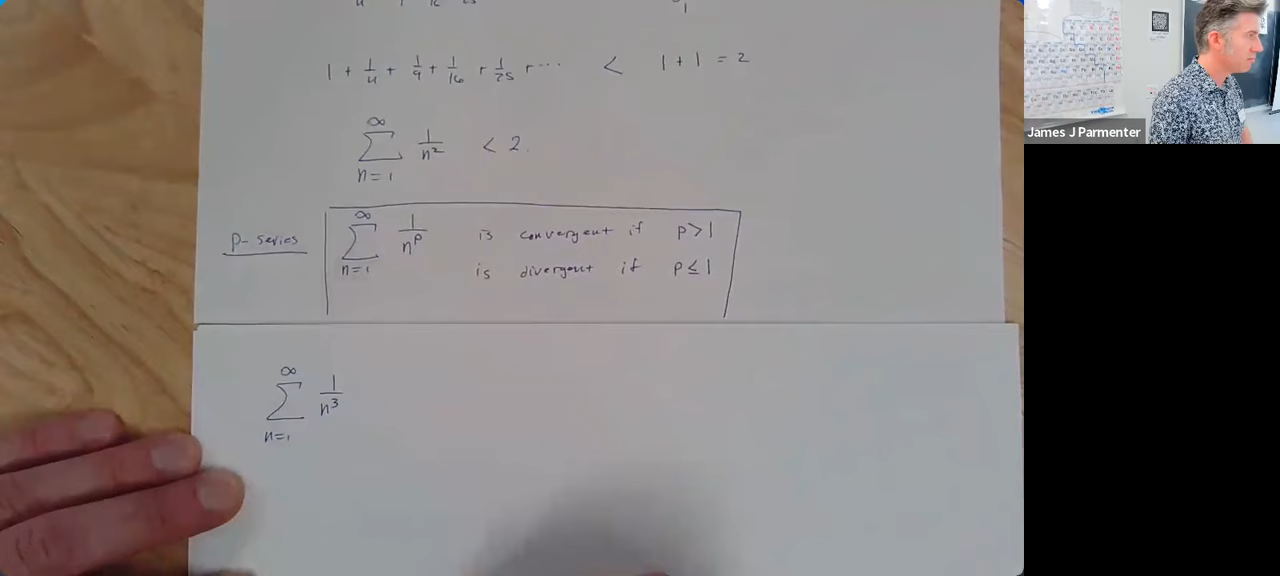 1 + 1/4 + 1/9 + 1/16 + 1/25 + ⋯ < 1 + 1 = 2
∞
∑ 1/n² < 2.
n=1
p-series
∞
∑ 1/nᵖ is convergent if p>1
n=1 is divergent if p≤1
∞
∑ 1/n³
n=1
James J Parmenter